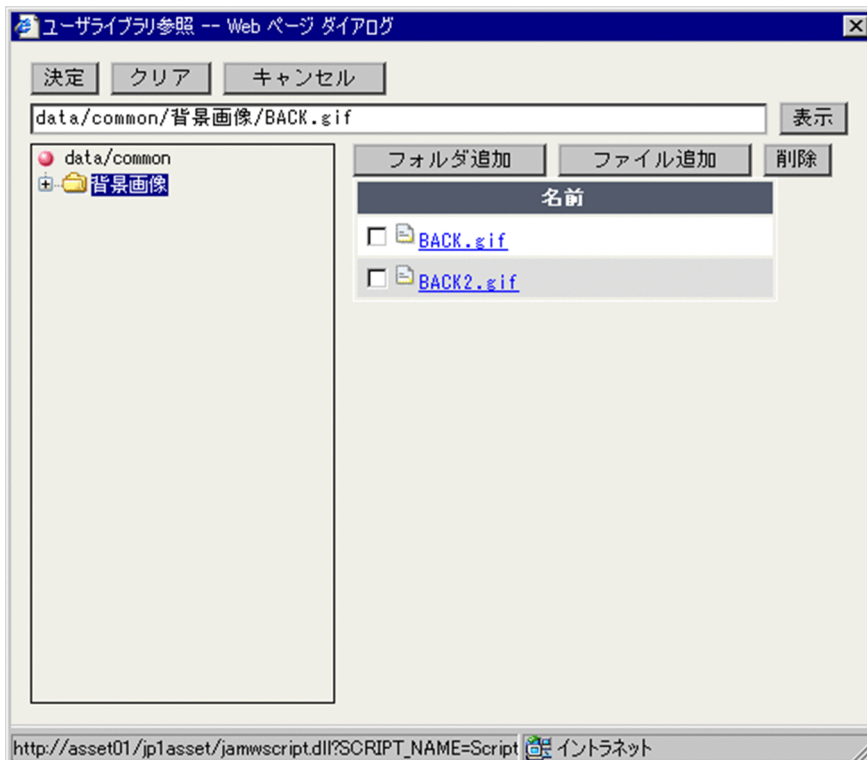 ユーザライブラリ参照 -- Web ページ ダイアログ
決定 クリア キャンセル
data/common/背景画像/BACK.gif 表示
data/common
背景画像
フォルダ追加 ファイル追加 削除
名前
BACK.gif
BACK2.gif
http://asset01/jp1asset/jamwscript.dll?SCRIPT_NAME=Script イントラネット